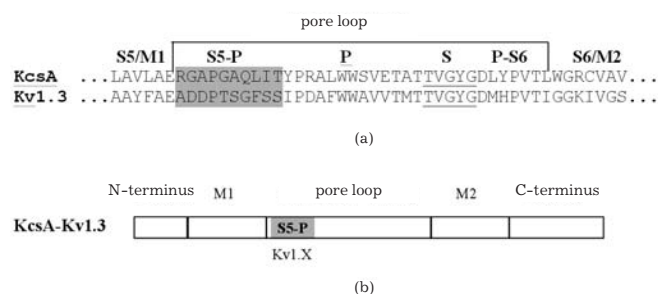 pore loop
S5/M1 S5-P P S P-S6 S6/M2
KcsA ...LAVLAERGAPGAQLITYPRALWWSVETATTVGYGDLYPVTLWGRCVAV...
Kv1.3 ...AAYFAEADDPTSGFSSIPDAFWWAVVTMTTVGYGDMHPVTIGGKIVGS...
(a)
N-terminus M1 pore loop M2 C-terminus
KcsA-Kv1.3 S5-P
Kv1.X
(b)